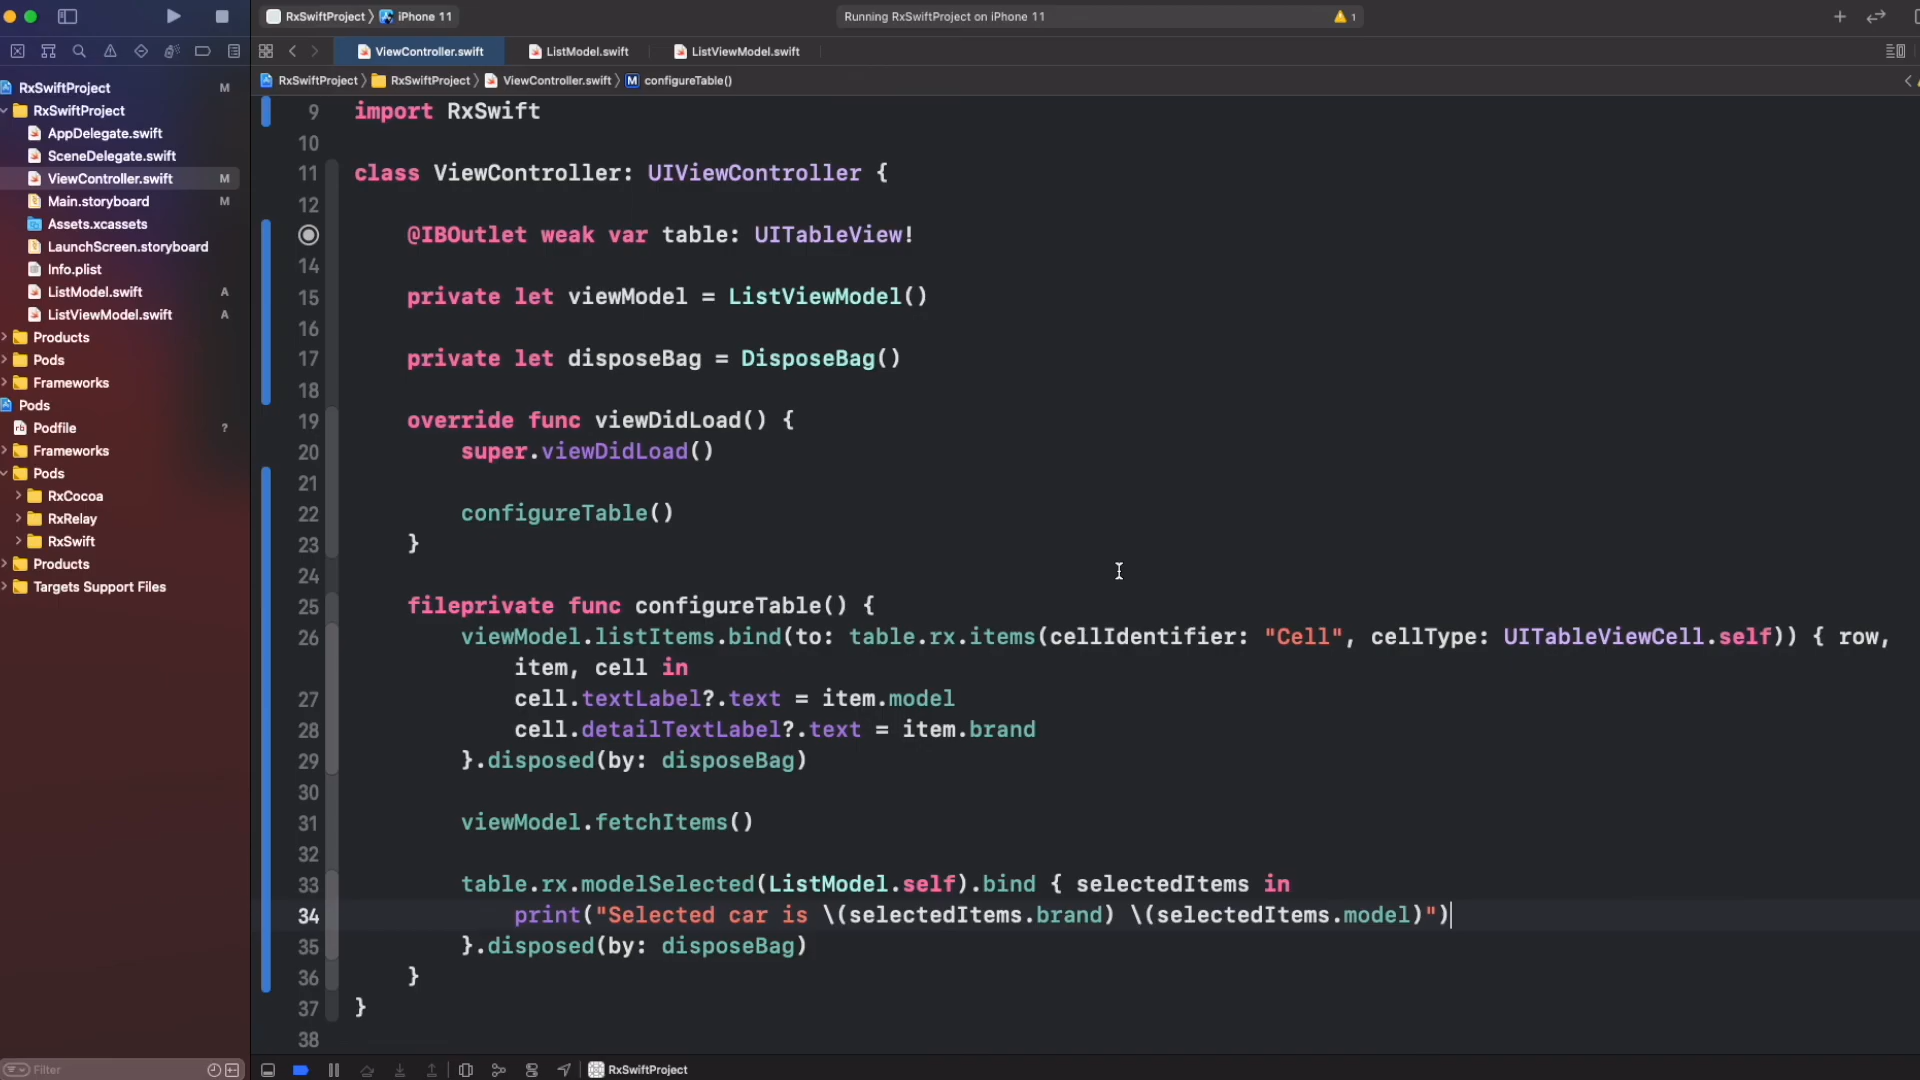 RxSwiftProject 〉 iPhone 11
Running RxSwiftProject on iPhone 11
1
ViewController.swift
ListModel.swift
ListViewModel.swift
RxSwiftProject 〉 RxSwiftProject 〉 ViewController.swift 〉 M configureTable()
RxSwiftProject M
RxSwiftProject
AppDelegate.swift
SceneDelegate.swift
ViewController.swift M
Main.storyboard M
Assets.xcassets
LaunchScreen.storyboard
Info.plist
ListModel.swift A
ListViewModel.swift A
Products
Pods
Frameworks
Pods
Podfile ?
Frameworks
Pods
RxCocoa
RxRelay
RxSwift
Products
Targets Support Files
Filter
9 import RxSwift
10
11 class ViewController: UIViewController {
12
@IBOutlet weak var table: UITableView!
14
15 private let viewModel = ListViewModel()
16
17 private let disposeBag = DisposeBag()
18
19 override func viewDidLoad() {
20 super.viewDidLoad()
21
22 configureTable()
23 }
24
25 fileprivate func configureTable() {
26 viewModel.listItems.bind(to: table.rx.items(cellIdentifier: "Cell", cellType: UITableViewCell.self)) { row,
item, cell in
27 cell.textLabel?.text = item.model
28 cell.detailTextLabel?.text = item.brand
29 }.disposed(by: disposeBag)
30
31 viewModel.fetchItems()
32
33 table.rx.modelSelected(ListModel.self).bind { selectedItems in
34 print("Selected car is \(selectedItems.brand) \(selectedItems.model)")
35 }.disposed(by: disposeBag)
36 }
37 }
38
RxSwiftProject